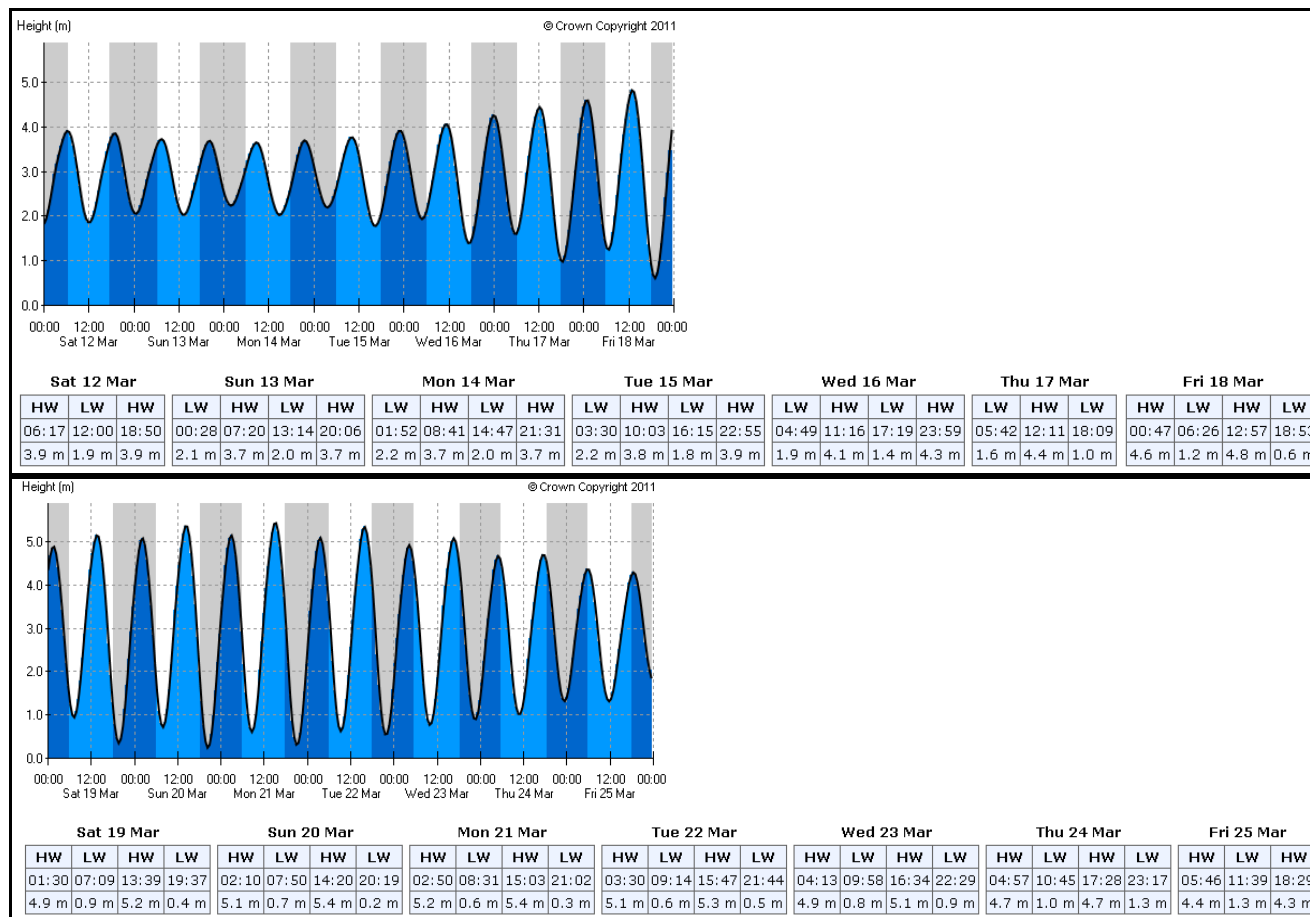 Height (m) © Crown Copyright 2011
5.0
4.0
3.0
2.0
1.0
0.0
00:00 12:00 00:00 12:00 00:00 12:00 00:00 12:00 00:00 12:00 00:00 12:00 00:00 12:00 00:00
Sat 12 Mar Sun 13 Mar Mon 14 Mar Tue 15 Mar Wed 16 Mar Thu 17 Mar Fri 18 Mar
Sat 12 Mar Sun 13 Mar Mon 14 Mar Tue 15 Mar Wed 16 Mar Thu 17 Mar Fri 18 Mar
HW LW HW LW HW LW HW LW HW LW HW LW HW LW HW LW HW LW HW LW HW LW HW LW HW LW
06:17 12:00 18:50 00:28 07:20 13:14 20:06 01:52 08:41 14:47 21:31 03:30 10:03 16:15 22:55 04:49 11:16 17:19 23:59 05:42 12:11 18:09 00:47 06:26 12:57 18:53
3.9 m 1.9 m 3.9 m 2.1 m 3.7 m 2.0 m 3.7 m 2.2 m 3.7 m 2.0 m 3.7 m 2.2 m 3.8 m 1.8 m 3.9 m 1.9 m 4.1 m 1.4 m 4.3 m 1.6 m 4.4 m 1.0 m 4.6 m 1.2 m 4.8 m 0.6 m
Height (m) © Crown Copyright 2011
5.0
4.0
3.0
2.0
1.0
0.0
00:00 12:00 00:00 12:00 00:00 12:00 00:00 12:00 00:00 12:00 00:00 12:00 00:00 12:00 00:00
Sat 19 Mar Sun 20 Mar Mon 21 Mar Tue 22 Mar Wed 23 Mar Thu 24 Mar Fri 25 Mar
Sat 19 Mar Sun 20 Mar Mon 21 Mar Tue 22 Mar Wed 23 Mar Thu 24 Mar Fri 25 Mar
HW LW HW LW HW LW HW LW HW LW HW LW HW LW HW LW HW LW HW LW HW LW HW LW HW LW HW
01:30 07:09 13:39 19:37 02:10 07:50 14:20 20:19 02:50 08:31 15:03 21:02 03:30 09:14 15:47 21:44 04:13 09:58 16:34 22:29 04:57 10:45 17:28 23:17 05:46 11:39 18:29
4.9 m 0.9 m 5.2 m 0.4 m 5.1 m 0.7 m 5.4 m 0.2 m 5.2 m 0.6 m 5.4 m 0.3 m 5.1 m 0.6 m 5.3 m 0.5 m 4.9 m 0.8 m 5.1 m 0.9 m 4.7 m 1.0 m 4.7 m 1.3 m 4.4 m 1.3 m 4.3 m